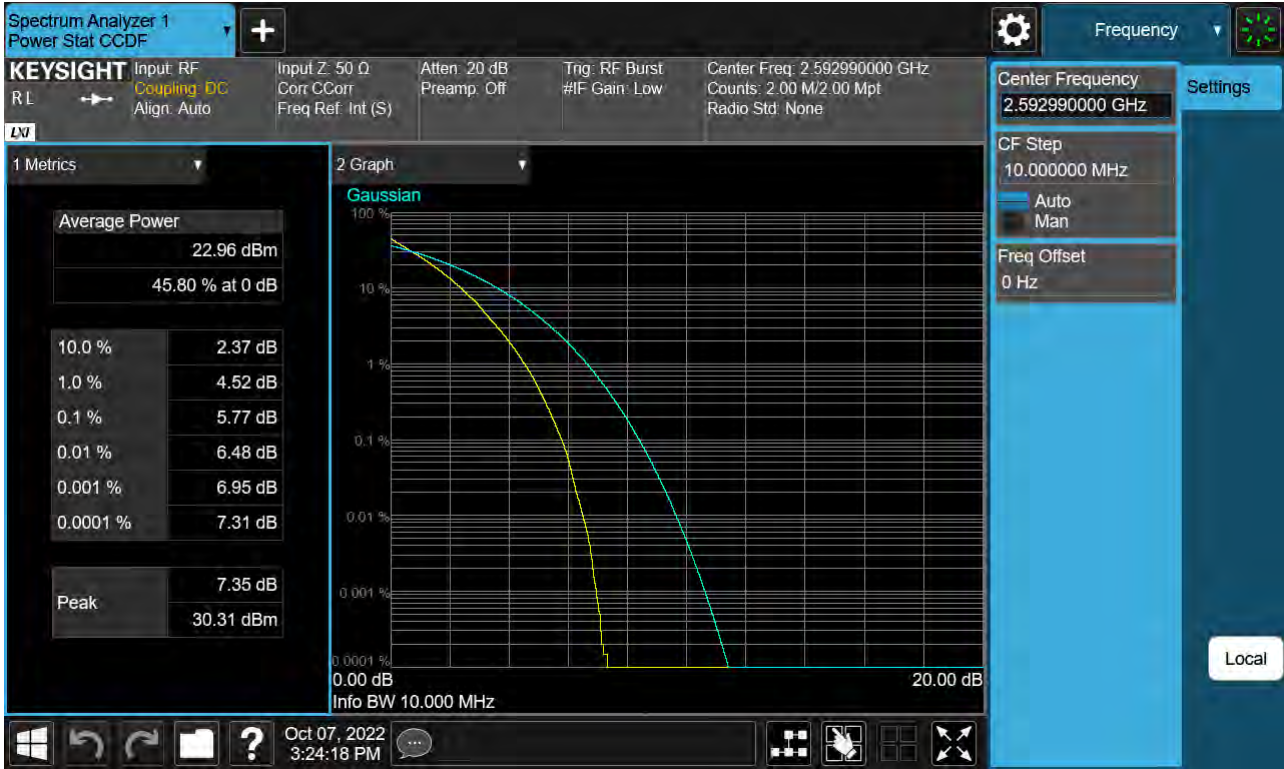 Spectrum Analyzer 1
Power Stat CCDF
Frequency
KEYSIGHT
R L
LXI
Input: RF
Coupling: DC
Align: Auto
Input Z: 50 Ω
Corr CCorr
Freq Ref: Int (S)
Atten: 20 dB
Preamp: Off
Trig: RF Burst
#IF Gain: Low
Center Freq: 2.592990000 GHz
Counts: 2.00 M/2.00 Mpt
Radio Std: None
Center Frequency
2.592990000 GHz
Settings
CF Step
10.000000 MHz
Auto
Man
Freq Offset
0 Hz
Local
1 Metrics
Average Power
22.96 dBm
45.80 % at 0 dB
10.0 % 2.37 dB
1.0 % 4.52 dB
0.1 % 5.77 dB
0.01 % 6.48 dB
0.001 % 6.95 dB
0.0001 % 7.31 dB
Peak
7.35 dB
30.31 dBm
2 Graph
Gaussian
100 %
10 %
1 %
0.1 %
0.01 %
0.001 %
0.0001 %
0.00 dB 20.00 dB
Info BW 10.000 MHz
?
Oct 07, 2022
3:24:18 PM